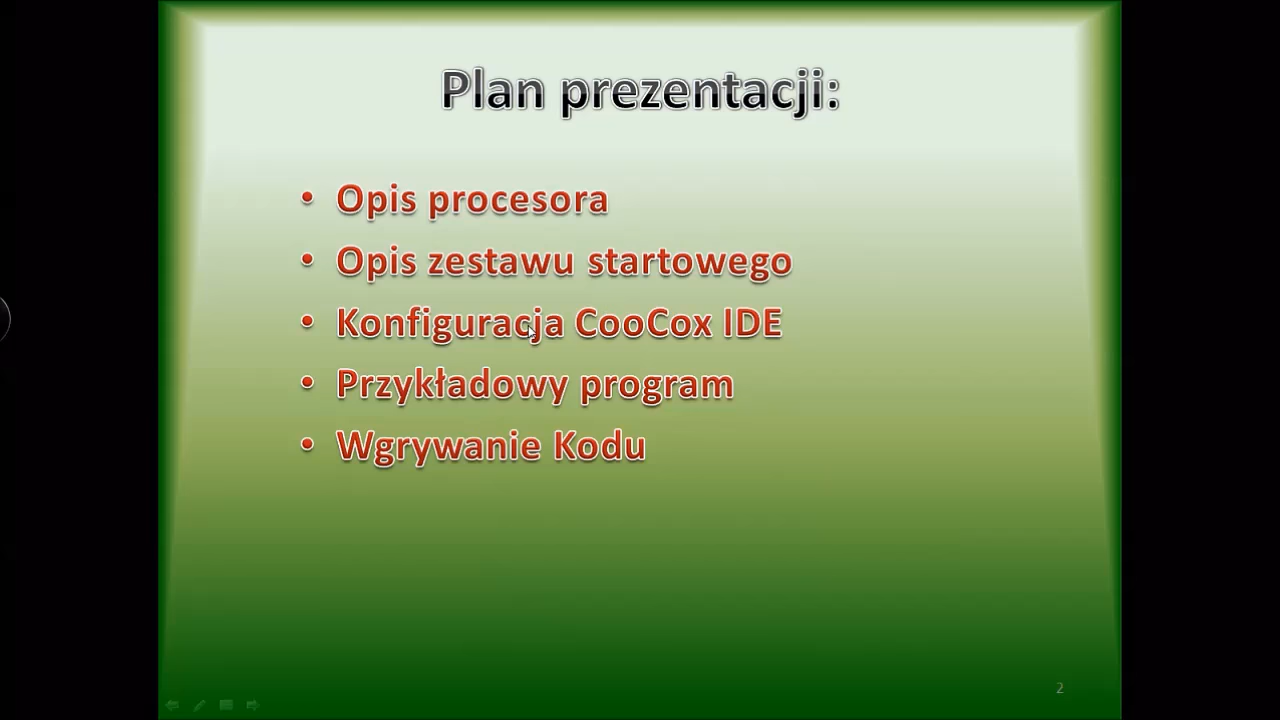 Plan prezentacji:
• Opis procesora
• Opis zestawu startowego
• Konfiguracja CooCox IDE
• Przykładowy program
• Wgrywanie Kodu
2